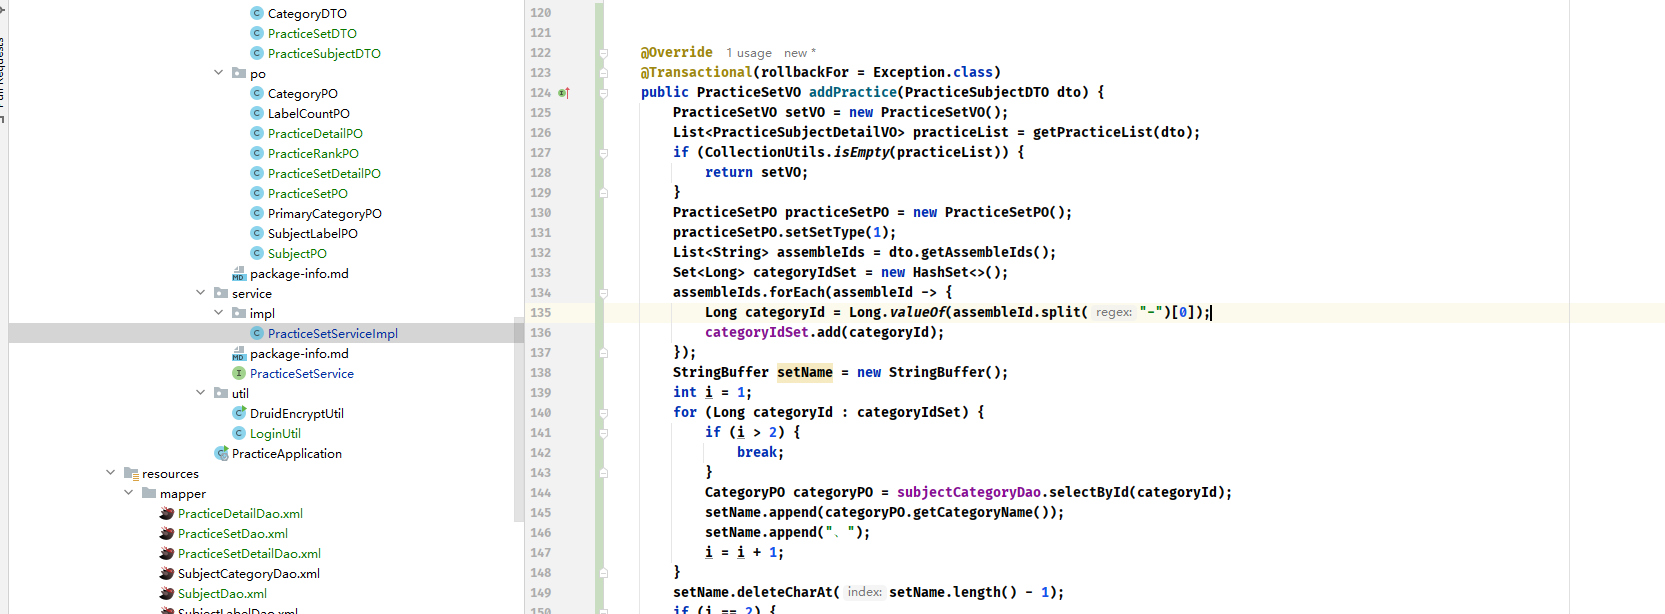 Pull Requests
CategoryDTO
PracticeSetDTO
PracticeSubjectDTO
po
CategoryPO
LabelCountPO
PracticeDetailPO
PracticeRankPO
PracticeSetDetailPO
PracticeSetPO
PrimaryCategoryPO
SubjectLabelPO
SubjectPO
package-info.md
service
impl
PracticeSetServiceImpl
package-info.md
PracticeSetService
util
DruidEncryptUtil
LoginUtil
PracticeApplication
resources
mapper
PracticeDetailDao.xml
PracticeSetDao.xml
PracticeSetDetailDao.xml
SubjectCategoryDao.xml
SubjectDao.xml
SubjectLabelDao.xml
120
121
122 @Override 1 usage new *
123 @Transactional(rollbackFor = Exception.class)
124 public PracticeSetVO addPractice(PracticeSubjectDTO dto) {
125 PracticeSetVO setVO = new PracticeSetVO();
126 List<PracticeSubjectDetailVO> practiceList = getPracticeList(dto);
127 if (CollectionUtils.isEmpty(practiceList)) {
128 return setVO;
129 }
130 PracticeSetPO practiceSetPO = new PracticeSetPO();
131 practiceSetPO.setSetType(1);
132 List<String> assembleIds = dto.getAssembleIds();
133 Set<Long> categoryIdSet = new HashSet<>();
134 assembleIds.forEach(assembleId -> {
135 Long categoryId = Long.valueOf(assembleId.split( regex: "-")[0]);
136 categoryIdSet.add(categoryId);
137 });
138 StringBuffer setName = new StringBuffer();
139 int i = 1;
140 for (Long categoryId : categoryIdSet) {
141 if (i > 2) {
142 break;
143 }
144 CategoryPO categoryPO = subjectCategoryDao.selectById(categoryId);
145 setName.append(categoryPO.getCategoryName());
146 setName.append("、");
147 i = i + 1;
148 }
149 setName.deleteCharAt( index: setName.length() - 1);
150 if (i == 2) {